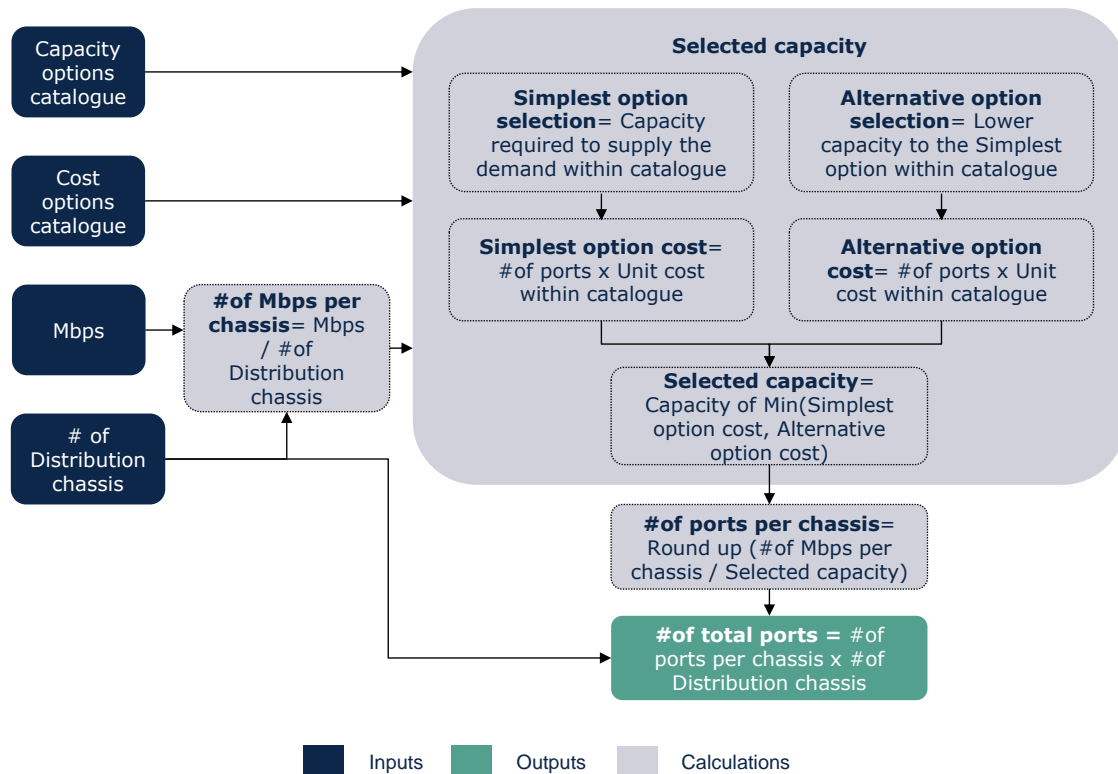 Capacity
options
catalogue
Cost
options
catalogue
Mbps
# of
Distribution
chassis
#of Mbps per
chassis= Mbps
/ #of
Distribution
chassis
Selected capacity
Simplest option
selection= Capacity
required to supply the
demand within catalogue
Alternative option
selection= Lower
capacity to the Simplest
option within catalogue
Simplest option cost=
#of ports x Unit cost
within catalogue
Alternative option
cost= #of ports x Unit
cost within catalogue
Selected capacity=
Capacity of Min(Simplest
option cost, Alternative
option cost)
#of ports per chassis=
Round up (#of Mbps per
chassis / Selected capacity)
#of total ports = #of
ports per chassis x #of
Distribution chassis
Inputs
Outputs
Calculations